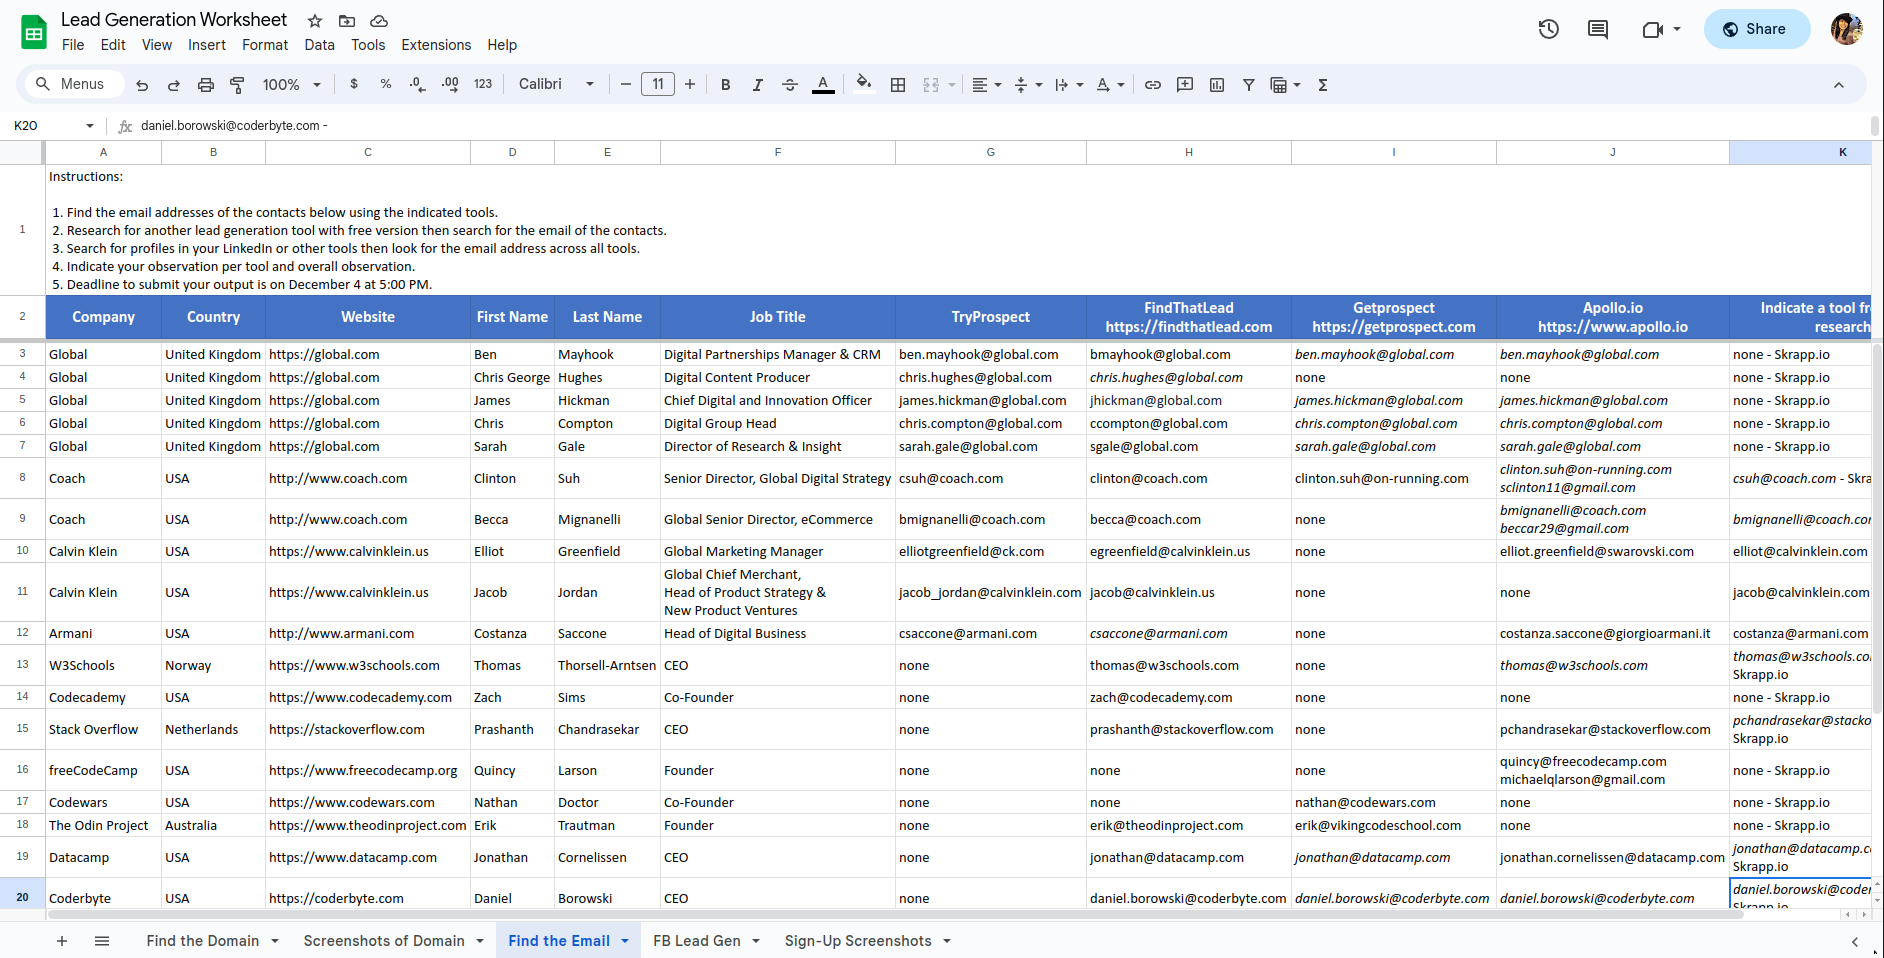 Lead Generation Worksheet
File Edit View Insert Format Data Tools Extensions Help
Share
Menus 100% $ % .0 .00 123 Calibri 11 B I A A Σ
K20 fx daniel.borowski@coderbyte.com -
A B C D E F G H I J K
1
Instructions:
1. Find the email addresses of the contacts below using the indicated tools.
2. Research for another lead generation tool with free version then search for the email of the contacts.
3. Search for profiles in your LinkedIn or other tools then look for the email address across all tools.
4. Indicate your observation per tool and overall observation.
5. Deadline to submit your output is on December 4 at 5:00 PM.
2 Company Country Website First Name Last Name Job Title TryProspect FindThatLead Getprospect Apollo.io Indicate a tool
https://findthatlead.com https://getprospect.com https://www.apollo.io research
3 Global United Kingdom https://global.com Ben Mayhook Digital Partnerships Manager & CRM ben.mayhook@global.com bmayhook@global.com ben.mayhook@global.com ben.mayhook@global.com none - Skrapp.io
4 Global United Kingdom https://global.com Chris George Hughes Digital Content Producer chris.hughes@global.com chris.hughes@global.com none none none - Skrapp.io
5 Global United Kingdom https://global.com James Hickman Chief Digital and Innovation Officer james.hickman@global.com jhickman@global.com james.hickman@global.com james.hickman@global.com none - Skrapp.io
6 Global United Kingdom https://global.com Chris Compton Digital Group Head chris.compton@global.com ccompton@global.com chris.compton@global.com chris.compton@global.com none - Skrapp.io
7 Global United Kingdom https://global.com Sarah Gale Director of Research & Insight sarah.gale@global.com sgale@global.com sarah.gale@global.com sarah.gale@global.com none - Skrapp.io
8 Coach USA http://www.coach.com Clinton Suh Senior Director, Global Digital Strategy csuh@coach.com clinton@coach.com clinton.suh@on-running.com clinton.suh@on-running.com csuh@coach.com - Skra
sclinton11@gmail.com
9 Coach USA http://www.coach.com Becca Mignanelli Global Senior Director, eCommerce bmignanelli@coach.com becca@coach.com none bmignanelli@coach.com bmignanelli@coach.co
beccar29@gmail.com
10 Calvin Klein USA https://www.calvinklein.us Elliot Greenfield Global Marketing Manager elliotgreenfield@ck.com egreenfield@calvinklein.us none elliot.greenfield@swarovski.com elliot@calvinklein.com
11 Calvin Klein USA https://www.calvinklein.us Jacob Jordan Global Chief Merchant, jacob_jordan@calvinklein.com jacob@calvinklein.us none none jacob@calvinklein.com
Head of Product Strategy &
New Product Ventures
12 Armani USA http://www.armani.com Costanza Saccone Head of Digital Business csaccone@armani.com csaccone@armani.com none costanza.saccone@giorgioarmani.it costanza@armani.com
13 W3Schools Norway https://www.w3schools.com Thomas Thorsell-Arntsen CEO none thomas@w3schools.com none thomas@w3schools.com thomas@w3schools.co
Skrapp.io
14 Codecademy USA https://www.codecademy.com Zach Sims Co-Founder none zach@codecademy.com none none none - Skrapp.io
15 Stack Overflow Netherlands https://stackoverflow.com Prashanth Chandrasekar CEO none prashanth@stackoverflow.com none pchandrasekar@stackoverflow.com pchandrasekar@stacko
Skrapp.io
16 freeCodeCamp USA https://www.freecodecamp.org Quincy Larson Founder none none none quincy@freecodecamp.com none - Skrapp.io
michaelqlarson@gmail.com
17 Codewars USA https://www.codewars.com Nathan Doctor Co-Founder none none nathan@codewars.com none none - Skrapp.io
18 The Odin Project Australia https://www.theodinproject.com Erik Trautman Founder none erik@theodinproject.com erik@vikingcodeschool.com none none - Skrapp.io
19 Datacamp USA https://www.datacamp.com Jonathan Cornelissen CEO none jonathan@datacamp.com jonathan@datacamp.com jonathan.cornelissen@datacamp.com jonathan@datacamp.c
Skrapp.io
20 Coderbyte USA https://coderbyte.com Daniel Borowski CEO none daniel.borowski@coderbyte.com daniel.borowski@coderbyte.com daniel.borowski@coderbyte.com daniel.borowski@coder
Skrapp.io
Find the Domain Screenshots of Domain Find the Email FB Lead Gen Sign-Up Screenshots